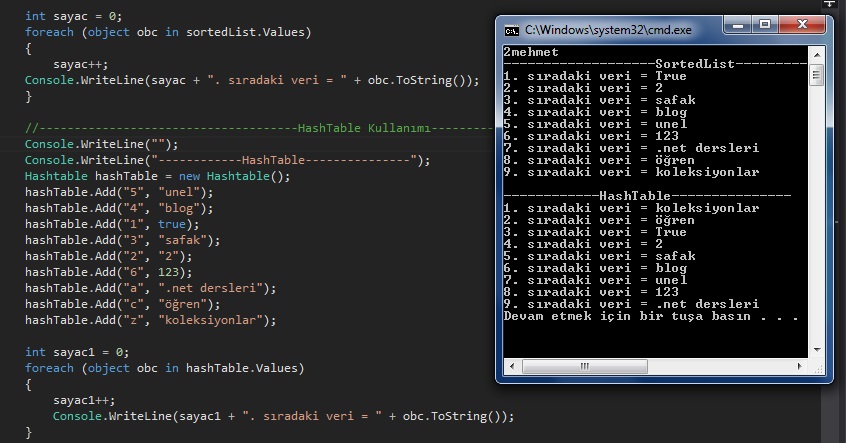 int sayac = 0;
foreach (object obc in sortedList.Values)
{
sayac++;
Console.WriteLine(sayac + ". sıradaki veri = " + obc.ToString());
}
//-------------------------------------HashTable Kullanımı---------
Console.WriteLine("");
Console.WriteLine("------------HashTable---------------");
Hashtable hashTable = new Hashtable();
hashTable.Add("5", "unel");
hashTable.Add("4", "blog");
hashTable.Add("1", true);
hashTable.Add("3", "safak");
hashTable.Add("2", "2");
hashTable.Add("6", 123);
hashTable.Add("a", ".net dersleri");
hashTable.Add("c", "öğren");
hashTable.Add("z", "koleksiyonlar");
int sayac1 = 0;
foreach (object obc in hashTable.Values)
{
sayac1++;
Console.WriteLine(sayac1 + ". sıradaki veri = " + obc.ToString());
}
C:\Windows\system32\cmd.exe
2mehmet
-------------------SortedList---------
1. sıradaki veri = True
2. sıradaki veri = 2
3. sıradaki veri = safak
4. sıradaki veri = blog
5. sıradaki veri = unel
6. sıradaki veri = 123
7. sıradaki veri = .net dersleri
8. sıradaki veri = öğren
9. sıradaki veri = koleksiyonlar
------------HashTable---------------
1. sıradaki veri = koleksiyonlar
2. sıradaki veri = öğren
3. sıradaki veri = True
4. sıradaki veri = 2
5. sıradaki veri = safak
6. sıradaki veri = blog
7. sıradaki veri = unel
8. sıradaki veri = 123
9. sıradaki veri = .net dersleri
Devam etmek için bir tuşa basın . . .